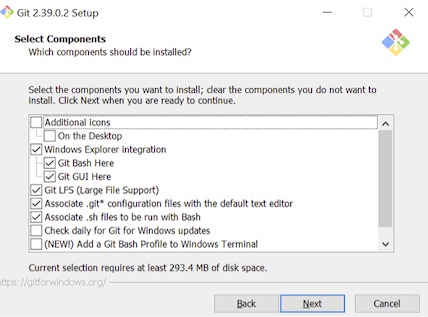 Git 2.39.0.2 Setup
Select Components
Which components should be installed?
Select the components you want to install; clear the components you do not want to
install. Click Next when you are ready to continue.
Additional icons
On the Desktop
Windows Explorer integration
Git Bash Here
Git GUI Here
Git LFS (Large File Support)
Associate .git* configuration files with the default text editor
Associate .sh files to be run with Bash
Check daily for Git for Windows updates
(NEW!) Add a Git Bash Profile to Windows Terminal
Current selection requires at least 293.4 MB of disk space.
https://gitforwindows.org/
Back Next Cancel